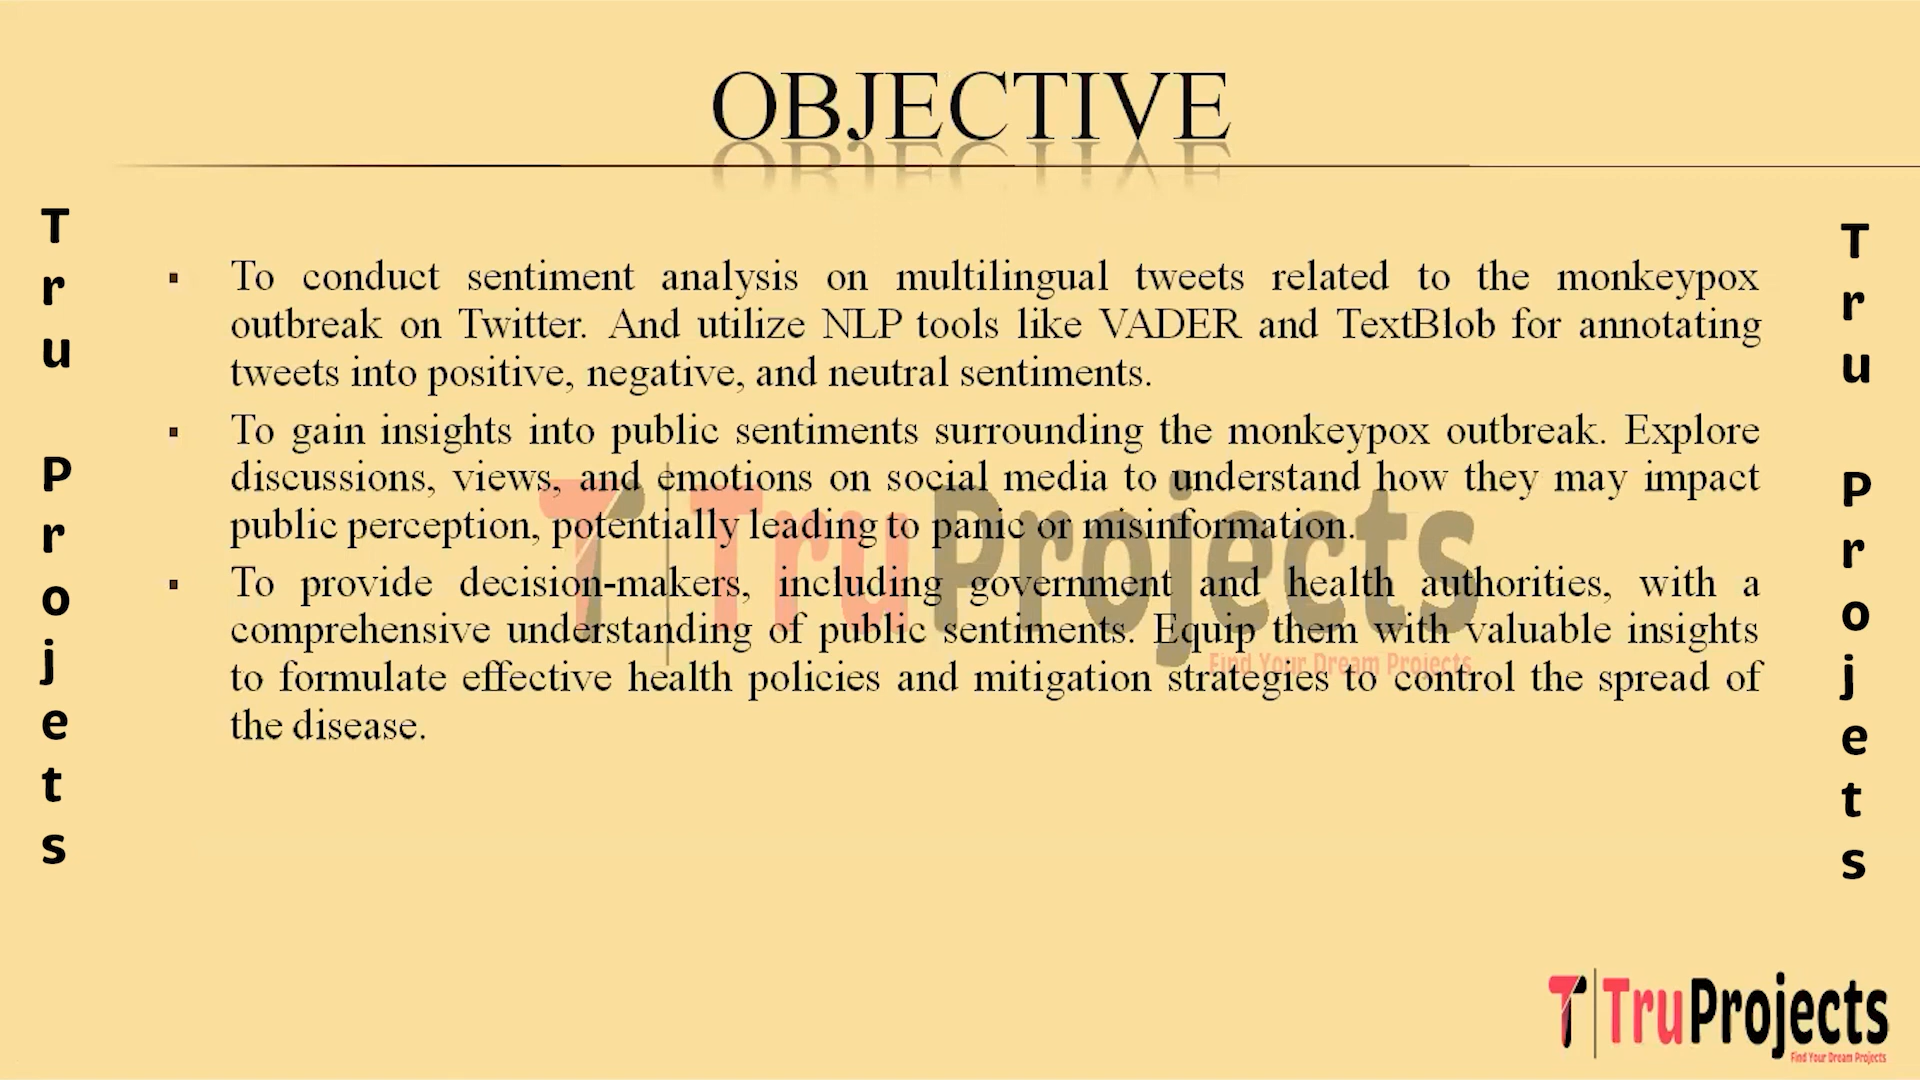 OBJECTIVE
▪ To conduct sentiment analysis on multilingual tweets related to the monkeypox
outbreak on Twitter. And utilize NLP tools like VADER and TextBlob for annotating
tweets into positive, negative, and neutral sentiments.
▪ To gain insights into public sentiments surrounding the monkeypox outbreak. Explore
discussions, views, and emotions on social media to understand how they may impact
public perception, potentially leading to panic or misinformation.
▪ To provide decision-makers, including government and health authorities, with a
comprehensive understanding of public sentiments. Equip them with valuable insights
to formulate effective health policies and mitigation strategies to control the spread of
the disease.
Tru Projets
Tru Projets
TruProjects
Find Your Dream Projects
T TruProjects
Find Your Dream Projects